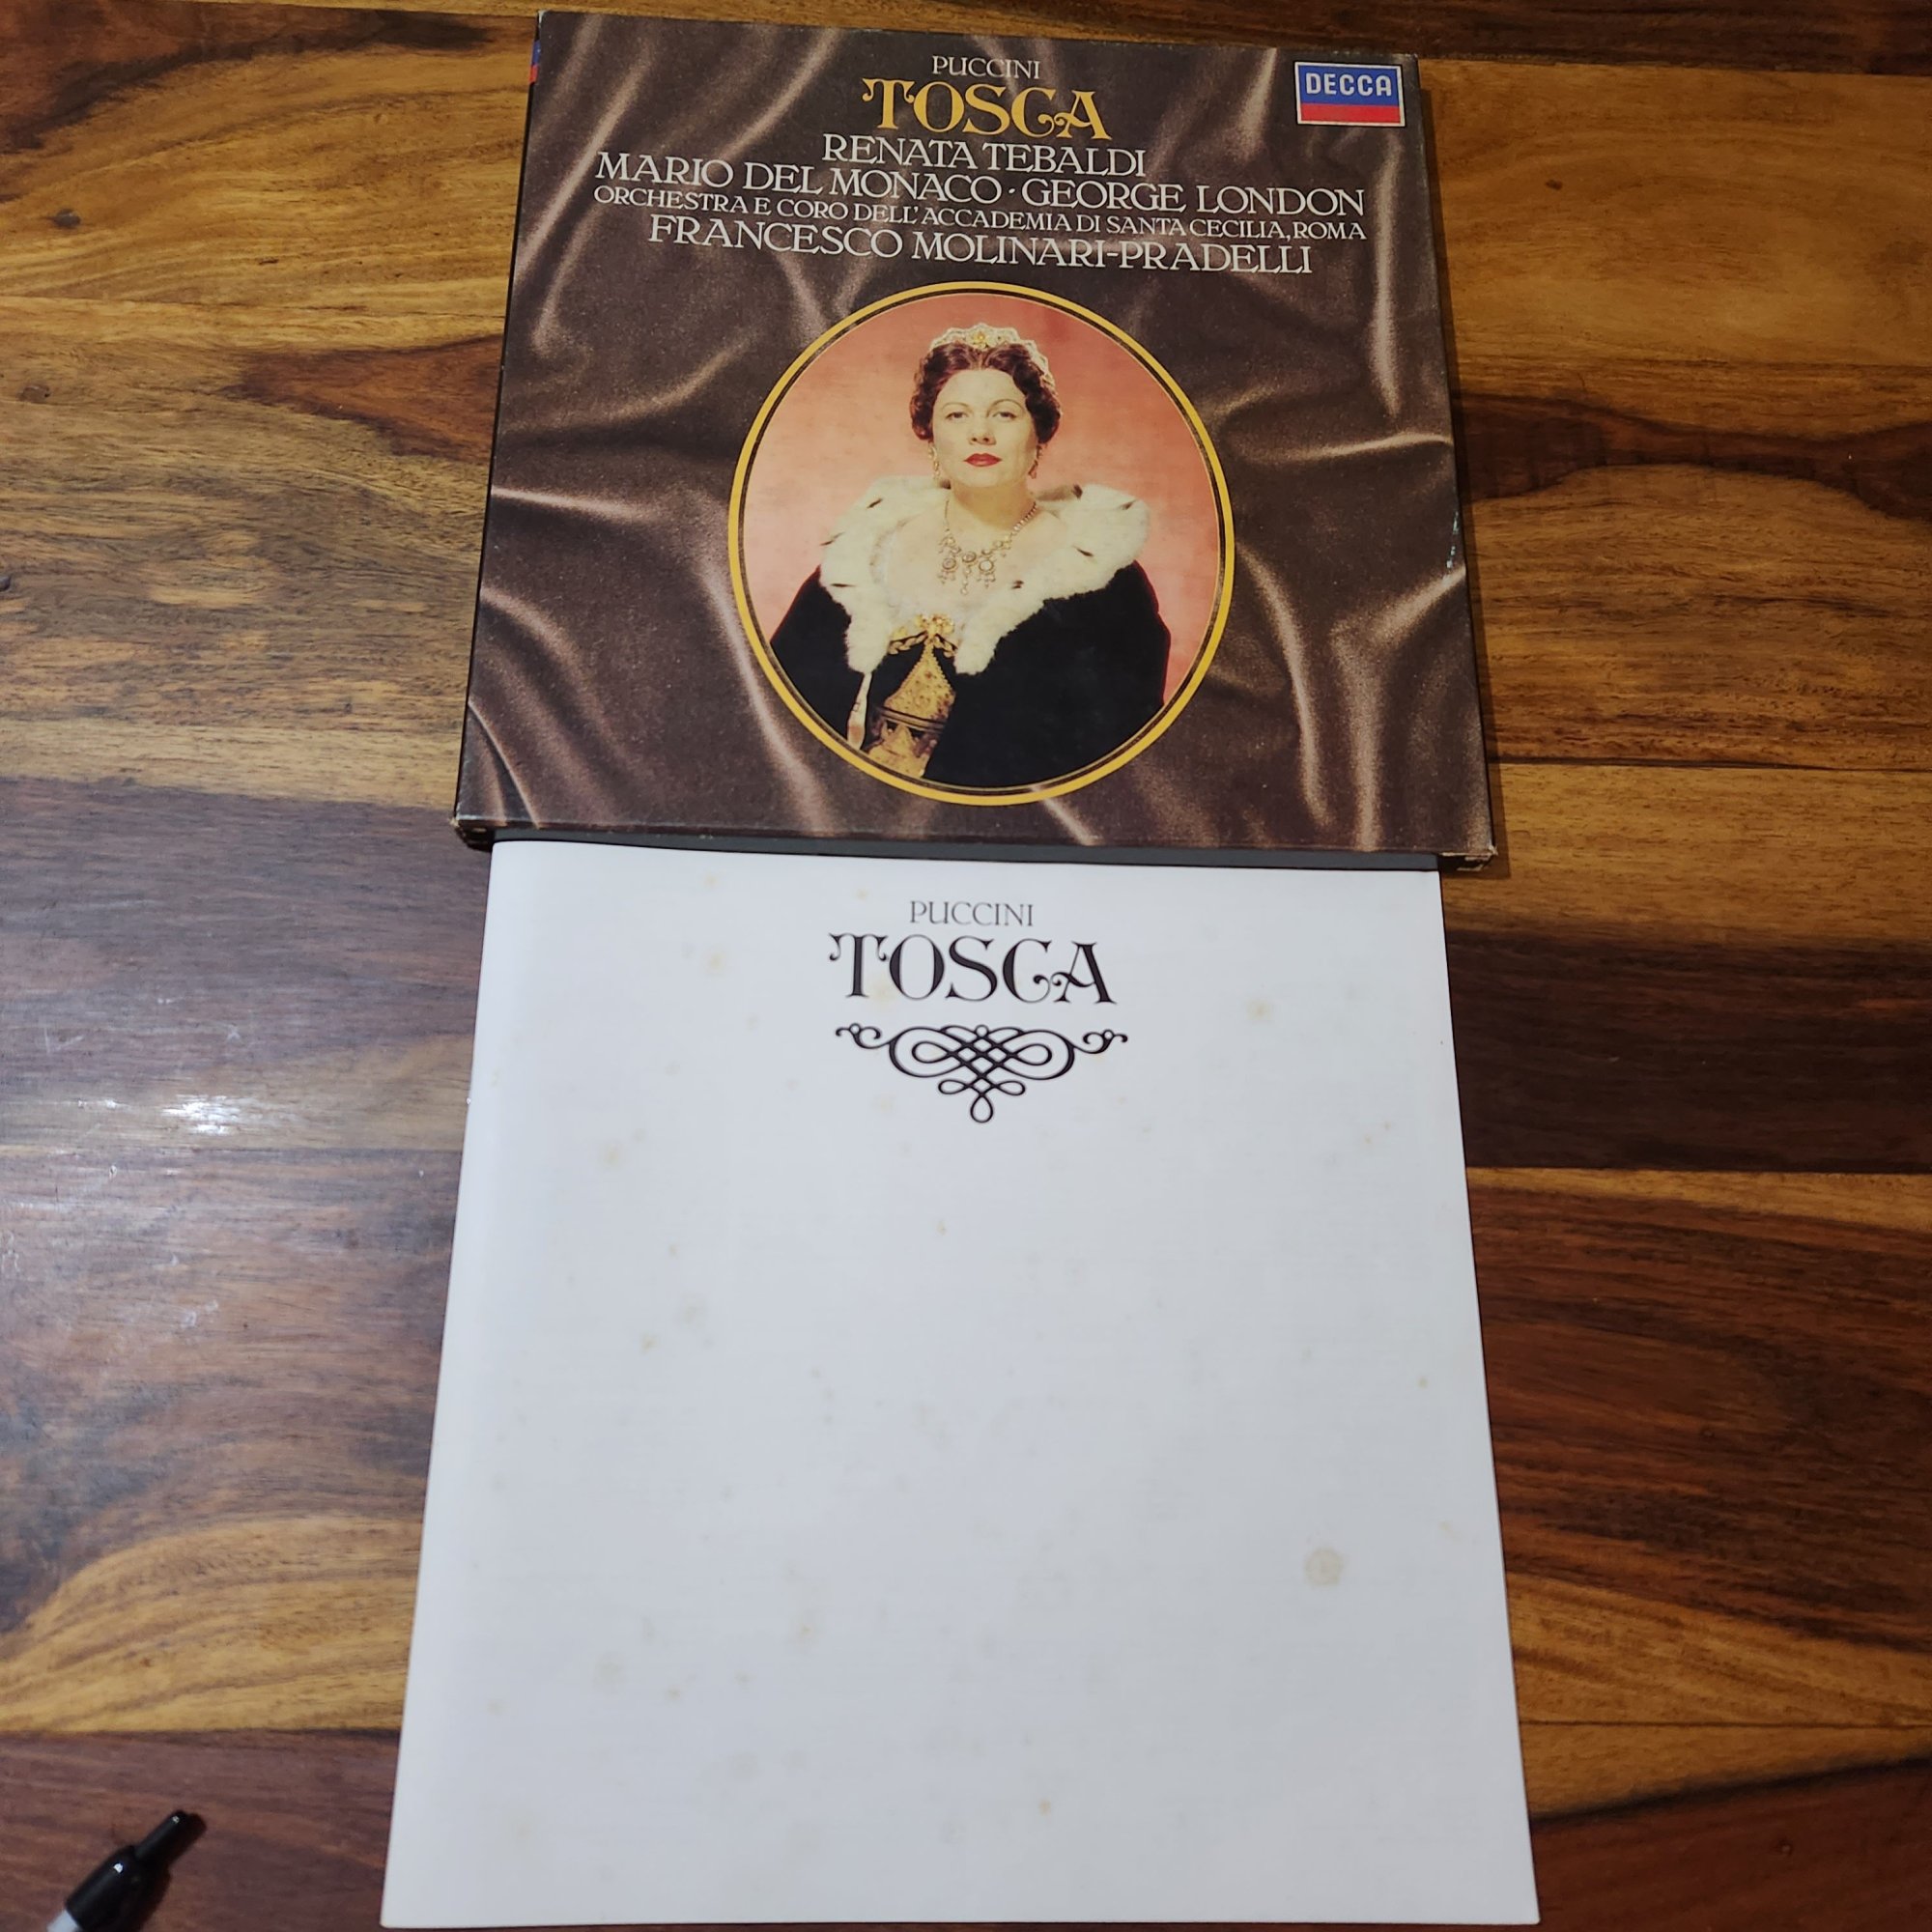 PUCCINI
TOSCA
DECCA
RENATA TEBALDI
MARIO DEL MONACO · GEORGE LONDON
ORCHESTRA E CORO DELL'ACCADEMIA DI SANTA CECILIA, ROMA
FRANCESCO MOLINARI-PRADELLI
PUCCINI
TOSCA